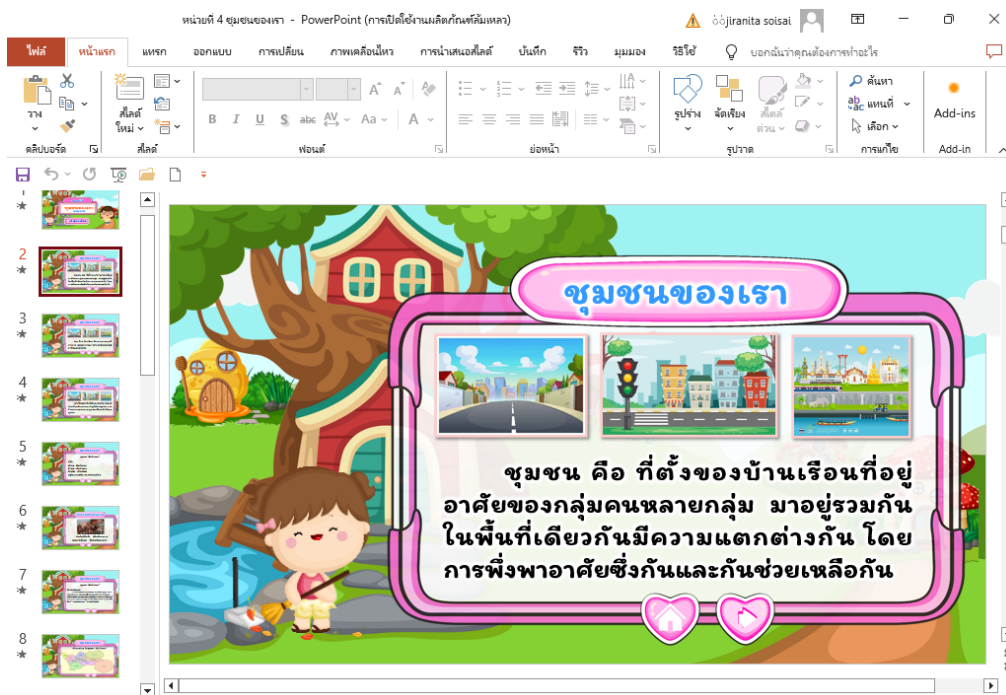 หน่วยที่ 4 ชุมชนของเรา - PowerPoint (การเปิดใช้งานผลิตภัณฑ์ล้มเหลว)
jiranita soisai
ไฟล์ หน้าแรก แทรก ออกแบบ การเปลี่ยน ภาพเคลื่อนไหว การนำเสนอสไลด์ บันทึก รีวิว มุมมอง วิธีใช้ บอกฉันว่าคุณต้องการทำอะไร
วาง
สไลด์
ใหม่
B I U S abc AV Aa A
รูปร่าง จัดเรียง สไตล์
ด่วน
ค้นหา
แทนที่
เลือก
Add-ins
คลิปบอร์ด สไลด์ ฟอนต์ ย่อหน้า รูปวาด การแก้ไข Add-in
1
2
3
4
5
6
7
8
ชุมชนของเรา
ชุมชน คือ ที่ตั้งของบ้านเรือนที่อยู่
อาศัยของกลุ่มคนหลายกลุ่ม มาอยู่รวมกัน
ในพื้นที่เดียวกันมีความแตกต่างกัน โดย
การพึ่งพาอาศัยซึ่งกันและกันช่วยเหลือกัน